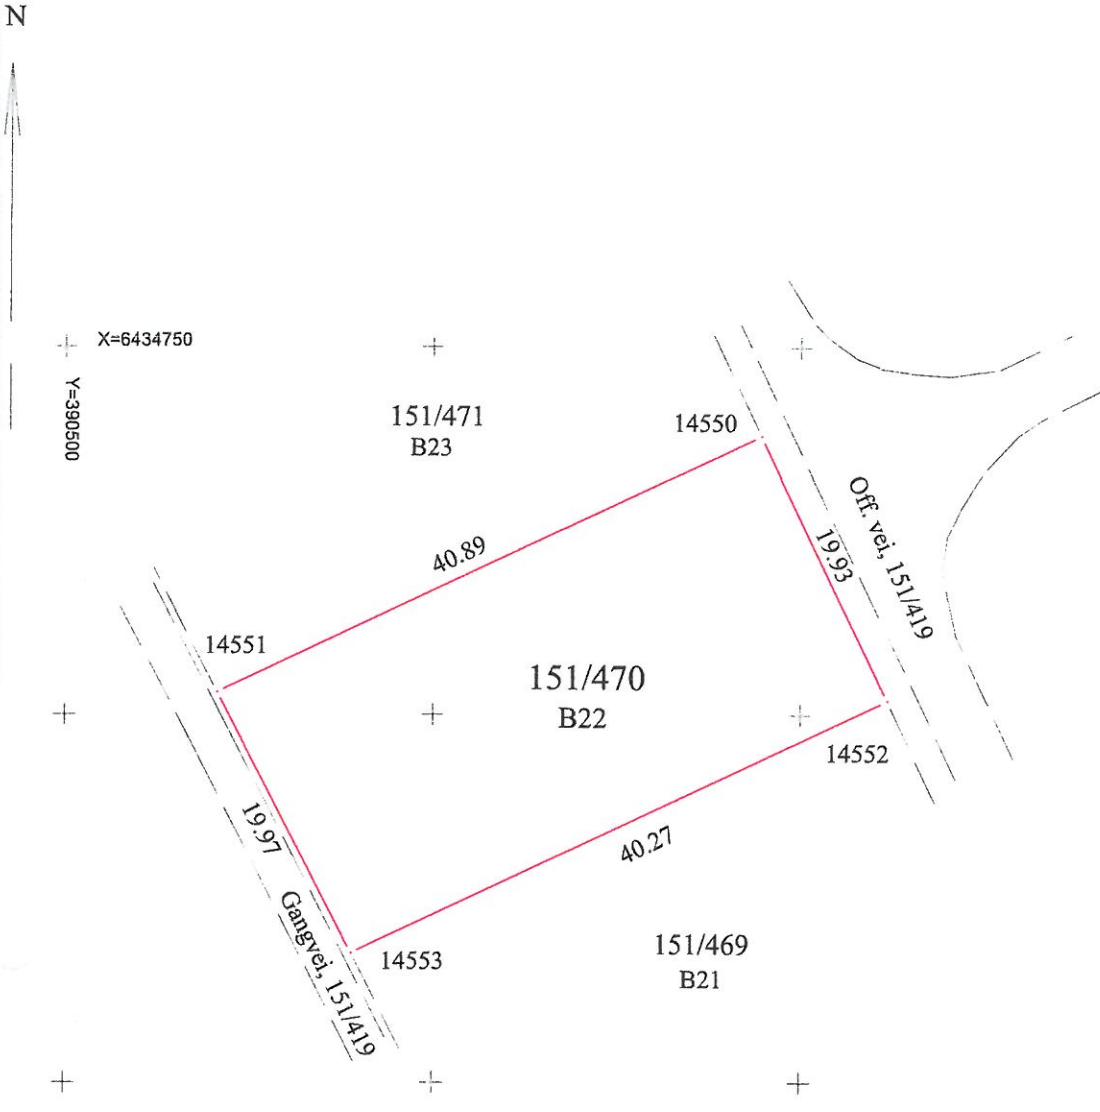 N
X=6434750
Y=390500
151/471
B23
14550
Off. vei, 151/419
40.89
19.93
14551
151/470
B22
14552
19.97
40.27
Gangvei, 151/419
14553
151/469
B21